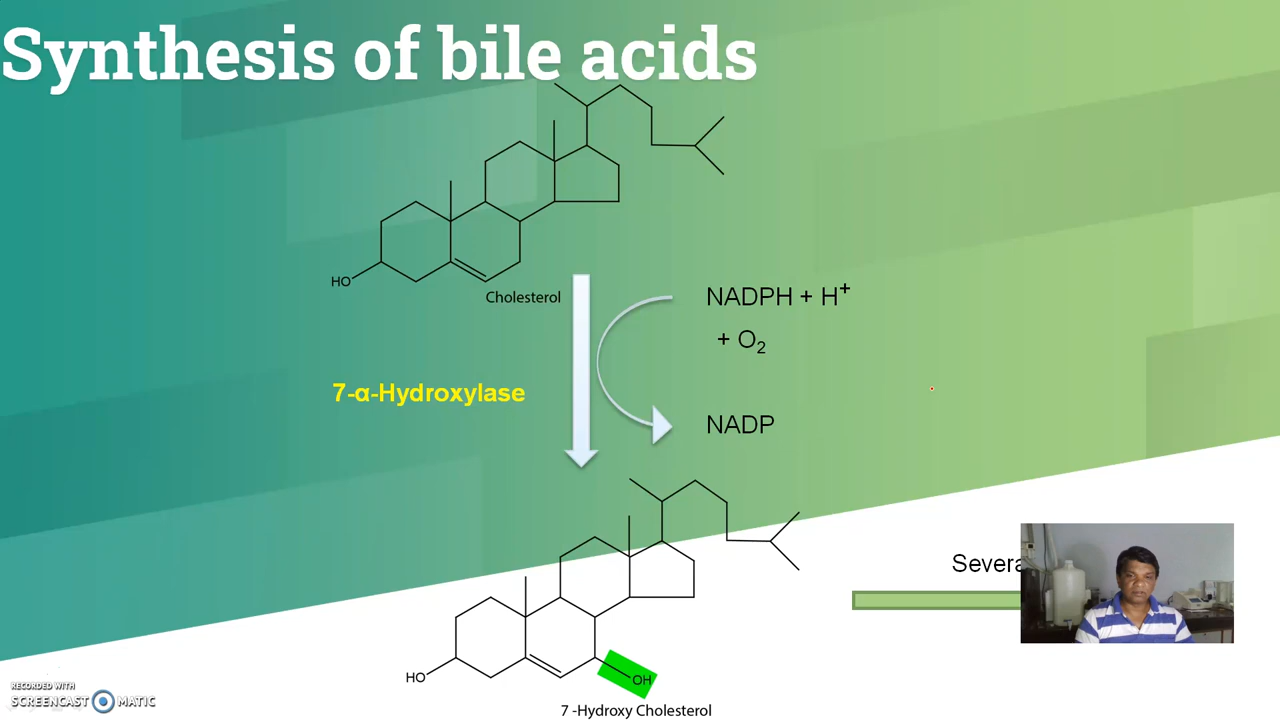 Synthesis of bile acids
HO
Cholesterol
NADPH + H⁺
+ O₂
7-α-Hydroxylase
NADP
Severa
HO
OH
7 -Hydroxy Cholesterol
RECORDED WITH
SCREENCAST MATIC